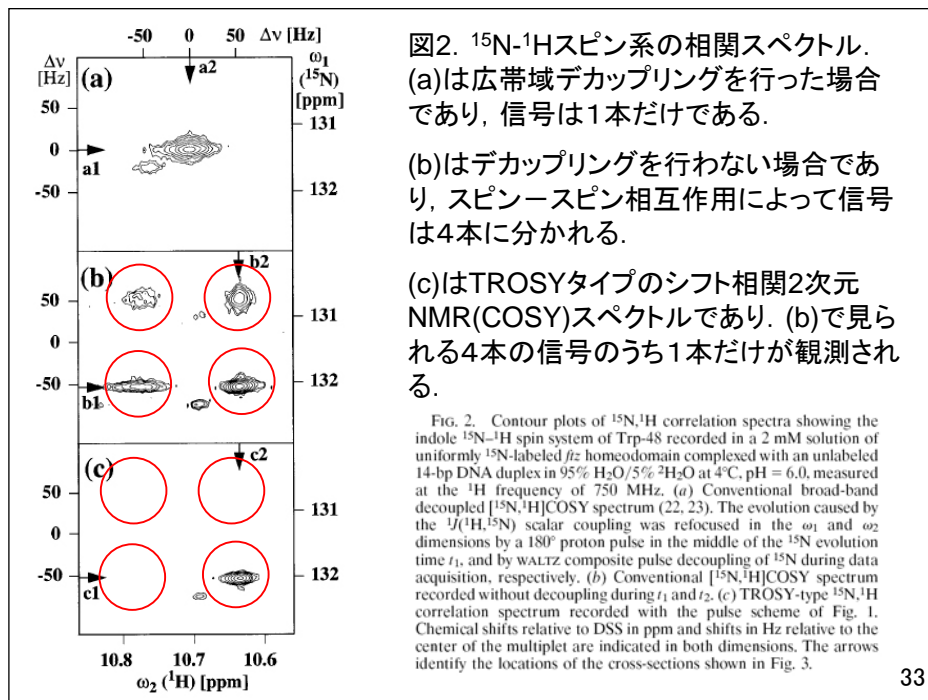 -50 0 50 Δν [Hz]
Δν
[Hz]
(a)
a2
ω1
(15N)
[ppm]
50
131
0
a1
-50
132
(b)
b2
50
131
0
-50
132
b1
(c)
c2
50
131
0
-50
132
c1
10.8 10.7 10.6
ω2 (1H) [ppm]
図2. 15N-1Hスピン系の相関スペクトル.
(a)は広帯域デカップリングを行った場合
であり, 信号は1本だけである.
(b)はデカップリングを行わない場合であ
り, スピン－スピン相互作用によって信号
は4本に分かれる.
(c)はTROSYタイプのシフト相関2次元
NMR(COSY)スペクトルであり. (b)で見ら
れる4本の信号のうち1本だけが観測され
る.
FIG. 2. Contour plots of 15N,1H correlation spectra showing the
indole 15N–1H spin system of Trp-48 recorded in a 2 mM solution of
uniformly 15N-labeled ftz homeodomain complexed with an unlabeled
14-bp DNA duplex in 95% H2O/5% 2H2O at 4°C, pH = 6.0, measured
at the 1H frequency of 750 MHz. (a) Conventional broad-band
decoupled [15N,1H]COSY spectrum (22, 23). The evolution caused by
the 1J(1H,15N) scalar coupling was refocused in the ω1 and ω2
dimensions by a 180° proton pulse in the middle of the 15N evolution
time t1, and by WALTZ composite pulse decoupling of 15N during data
acquisition, respectively. (b) Conventional [15N,1H]COSY spectrum
recorded without decoupling during t1 and t2. (c) TROSY-type 15N,1H
correlation spectrum recorded with the pulse scheme of Fig. 1.
Chemical shifts relative to DSS in ppm and shifts in Hz relative to the
center of the multiplet are indicated in both dimensions. The arrows
identify the locations of the cross-sections shown in Fig. 3.
33